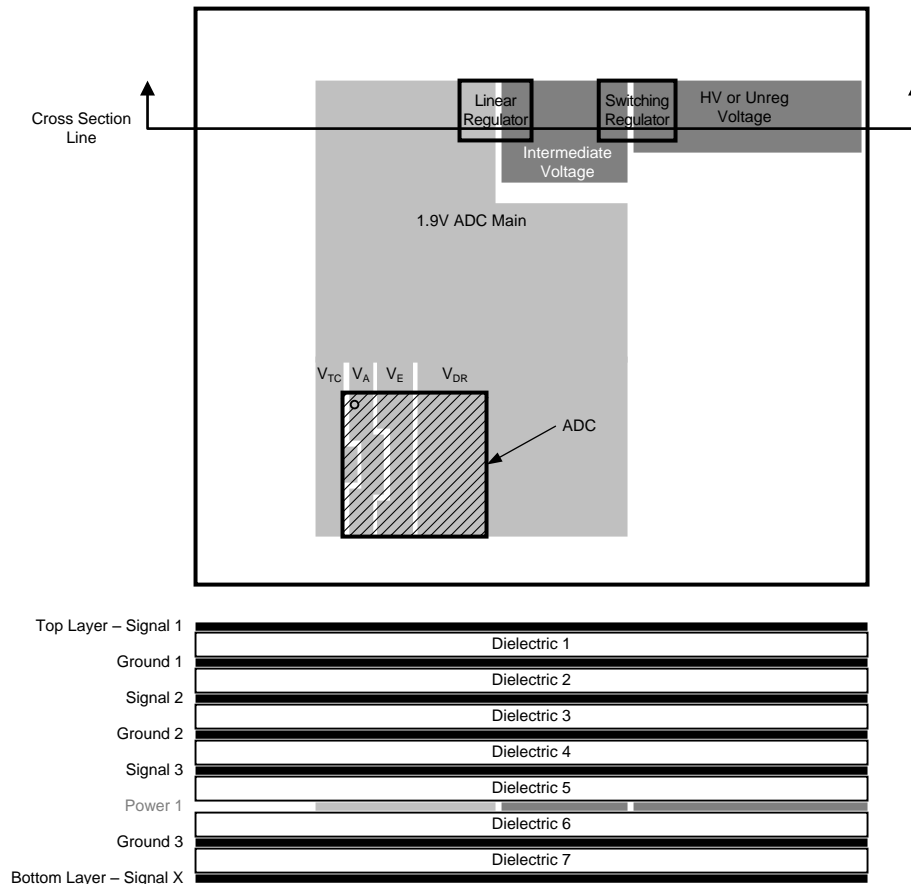 Linear
Regulator
Switching
Regulator
HV or Unreg
Voltage
Cross Section
Line
Intermediate
Voltage
1.9V ADC Main
VTC VA VE VDR
ADC
Top Layer – Signal 1
Dielectric 1
Ground 1
Dielectric 2
Signal 2
Dielectric 3
Ground 2
Dielectric 4
Signal 3
Dielectric 5
Power 1
Dielectric 6
Ground 3
Dielectric 7
Bottom Layer – Signal X